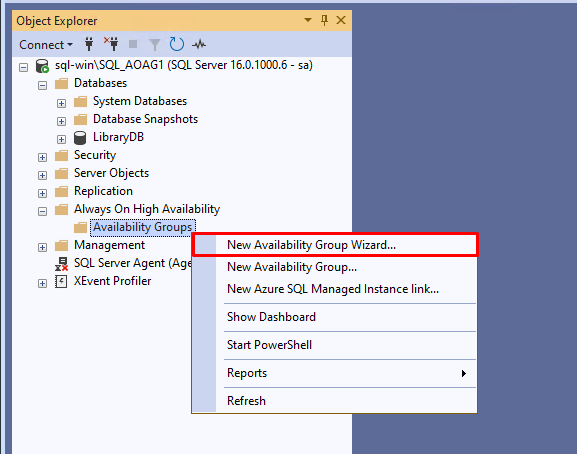 Object Explorer
Connect
sql-win\SQL_AOAG1 (SQL Server 16.0.1000.6 - sa)
Databases
System Databases
Database Snapshots
LibraryDB
Security
Server Objects
Replication
Always On High Availability
Availability Groups
Management
SQL Server Agent (Age
XEvent Profiler
New Availability Group Wizard...
New Availability Group...
New Azure SQL Managed Instance link...
Show Dashboard
Start PowerShell
Reports
Refresh